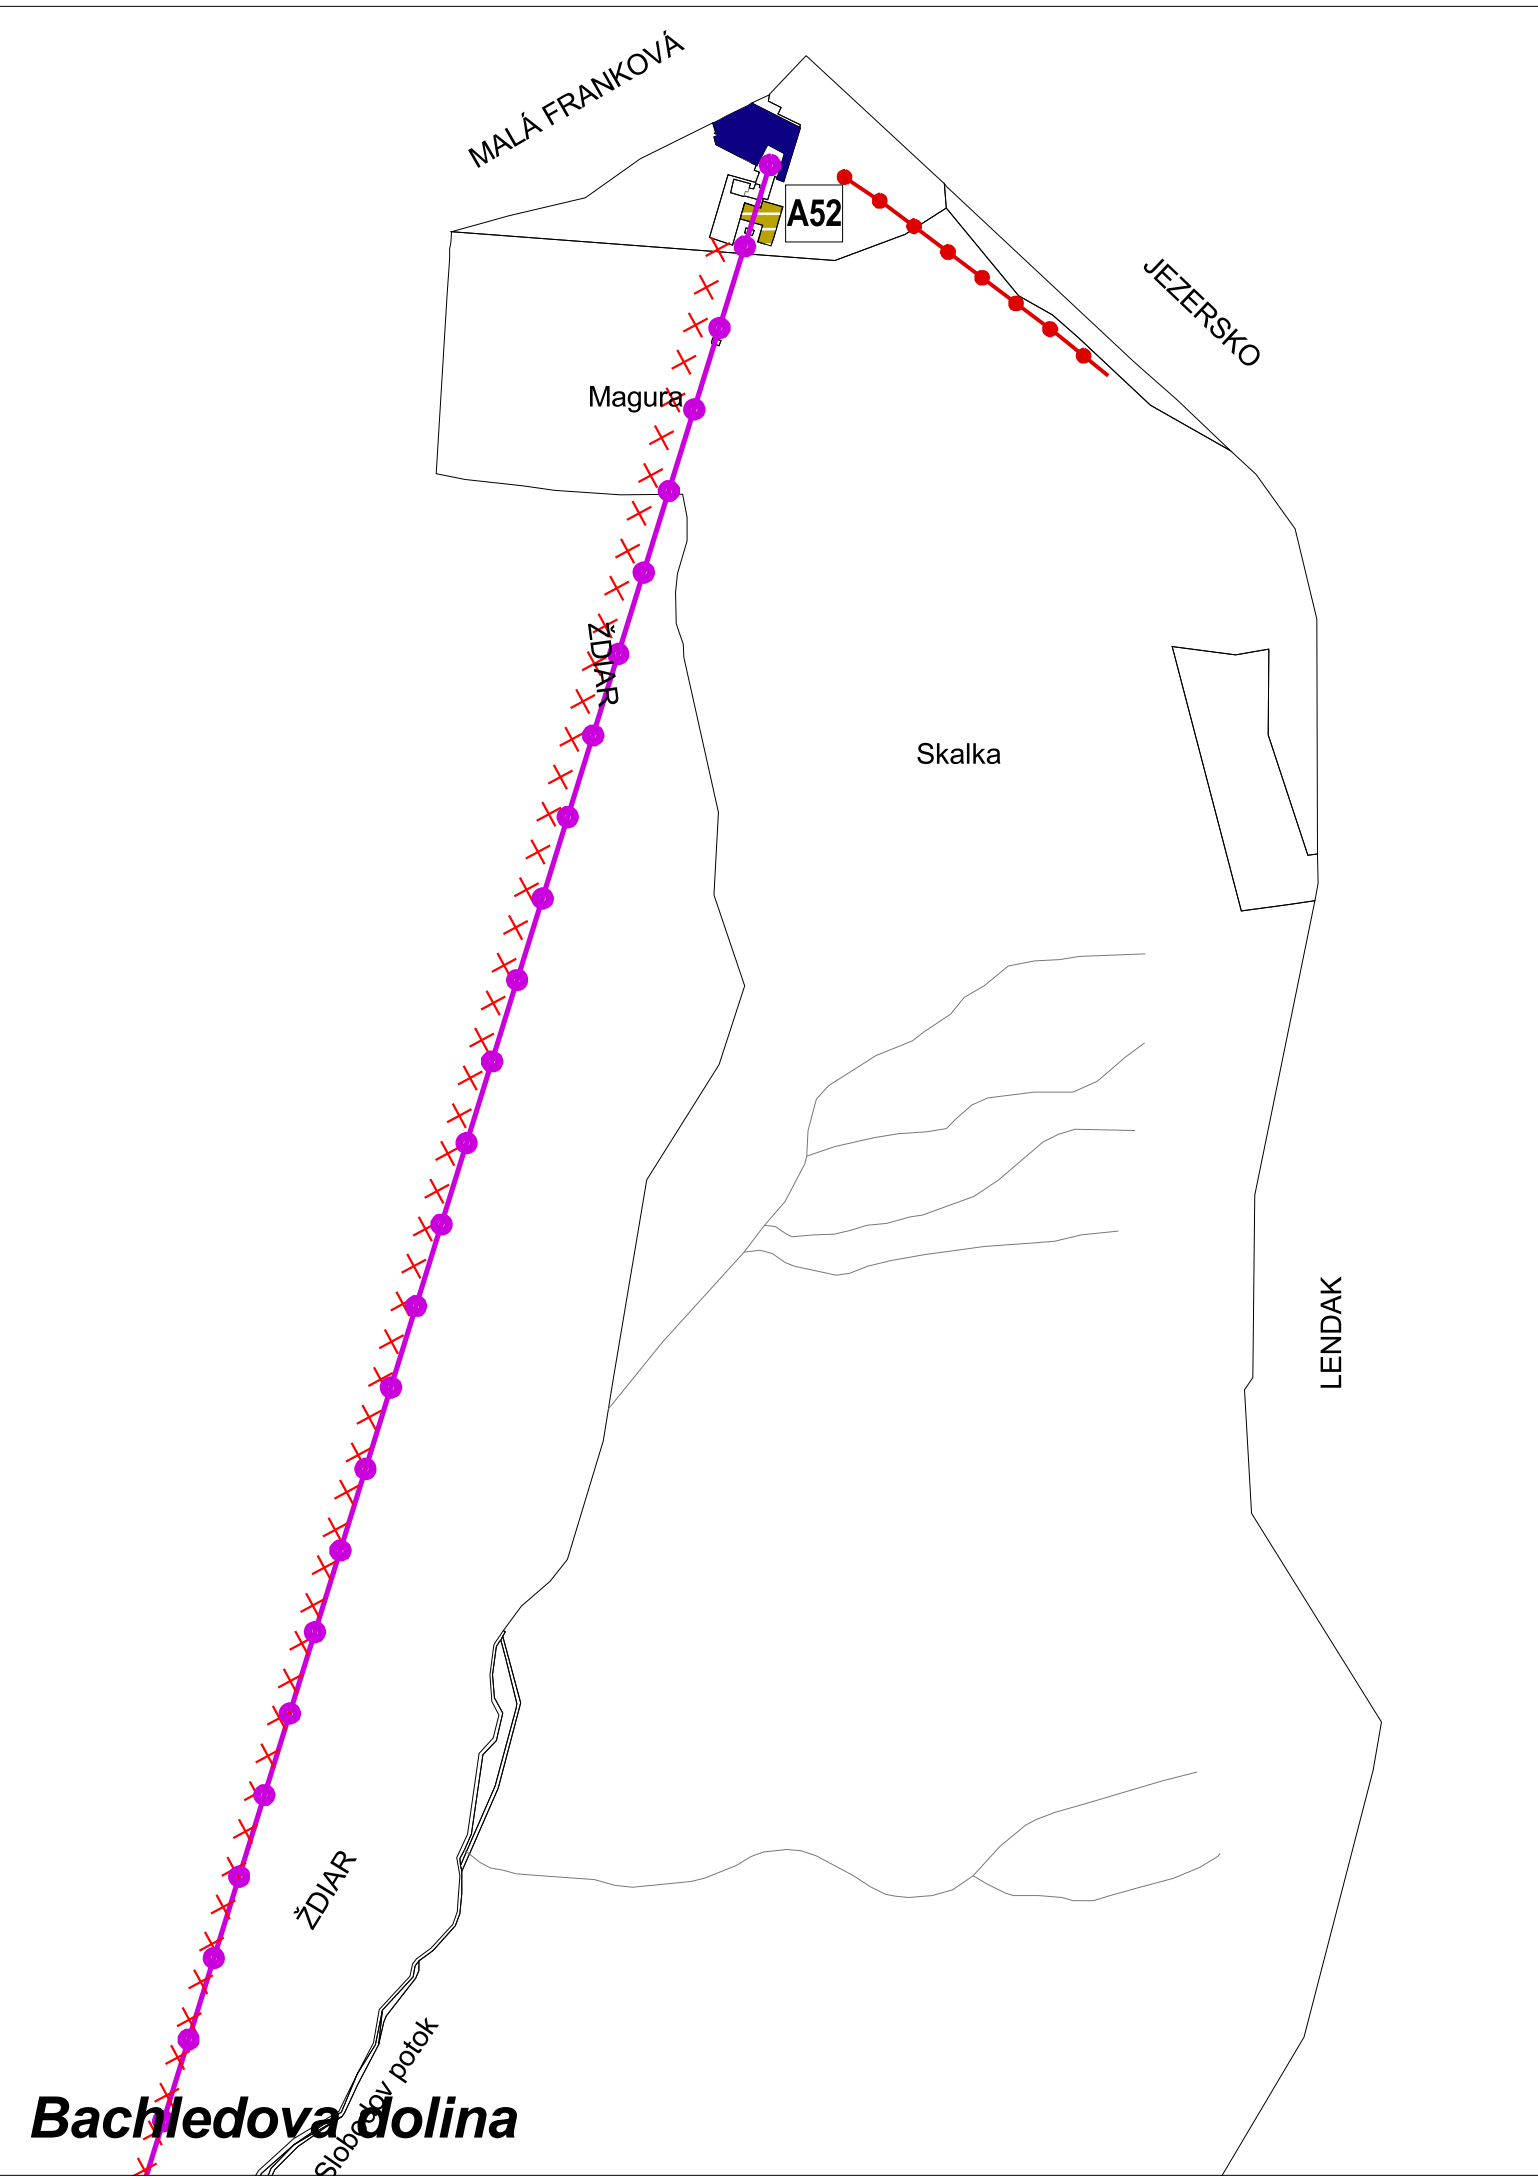 MALÁ FRANKOVÁ
A52
JEZERSKO
Magura
ŽDIAR
Skalka
LENDAK
ŽDIAR
Slobodov potok
Bachledova dolina